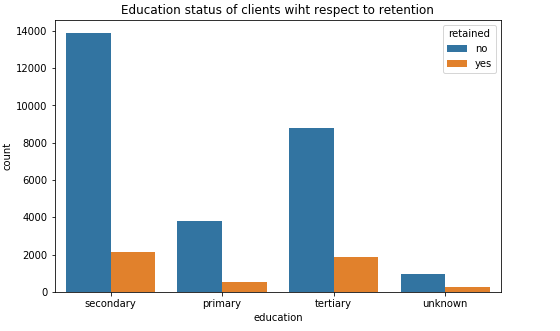 Education status of clients wiht respect to retention
retained
no
yes
14000
12000
10000
8000
6000
4000
2000
0
count
secondary primary tertiary unknown
education